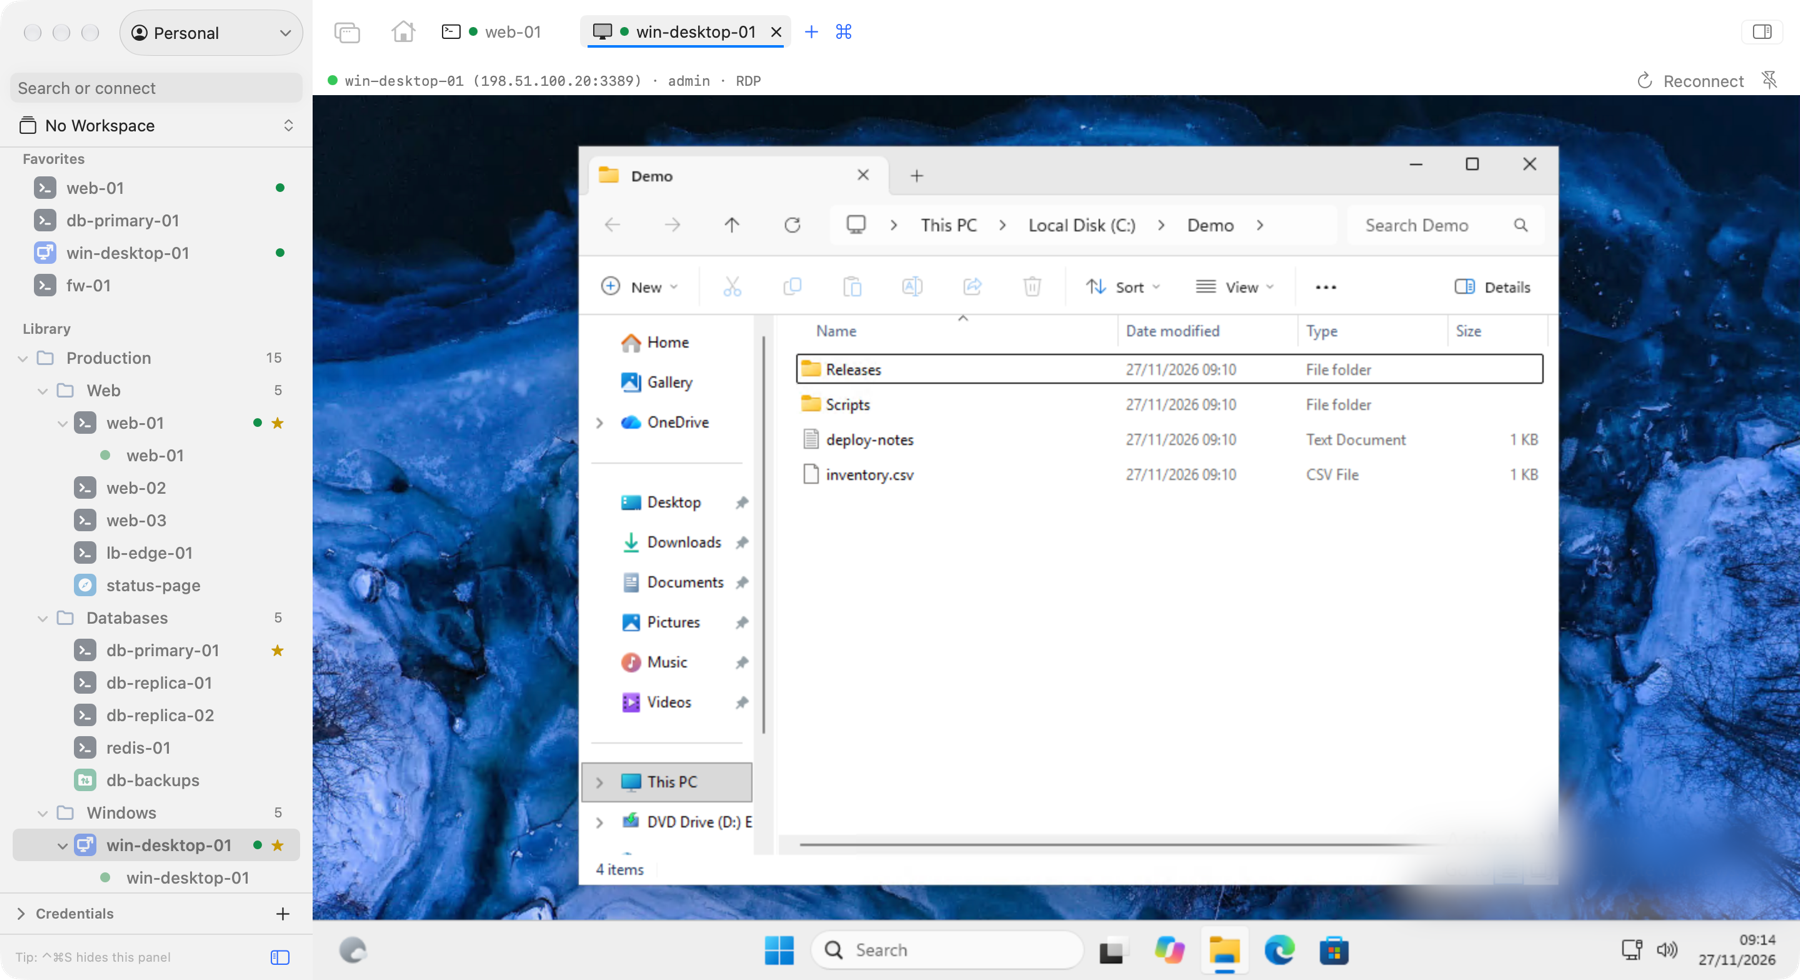 Personal
web-01
win-desktop-01
Search or connect
win-desktop-01 (198.51.100.20:3389) · admin · RDP
Reconnect
No Workspace
Favorites
web-01
db-primary-01
win-desktop-01
fw-01
Library
Production 15
Web 5
web-01
web-01
web-02
web-03
lb-edge-01
status-page
Databases 5
db-primary-01
db-replica-01
db-replica-02
redis-01
db-backups
Windows 5
win-desktop-01
win-desktop-01
Credentials
Tip: ^⌘S hides this panel
Demo
This PC > Local Disk (C:) > Demo >
Search Demo
New
Sort
View
Details
Home
Gallery
OneDrive
Desktop
Downloads
Documents
Pictures
Music
Videos
This PC
DVD Drive (D:) E
Name Date modified Type Size
Releases 27/11/2026 09:10 File folder
Scripts 27/11/2026 09:10 File folder
deploy-notes 27/11/2026 09:10 Text Document 1 KB
inventory.csv 27/11/2026 09:10 CSV File 1 KB
4 items
Search
09:14
27/11/2026